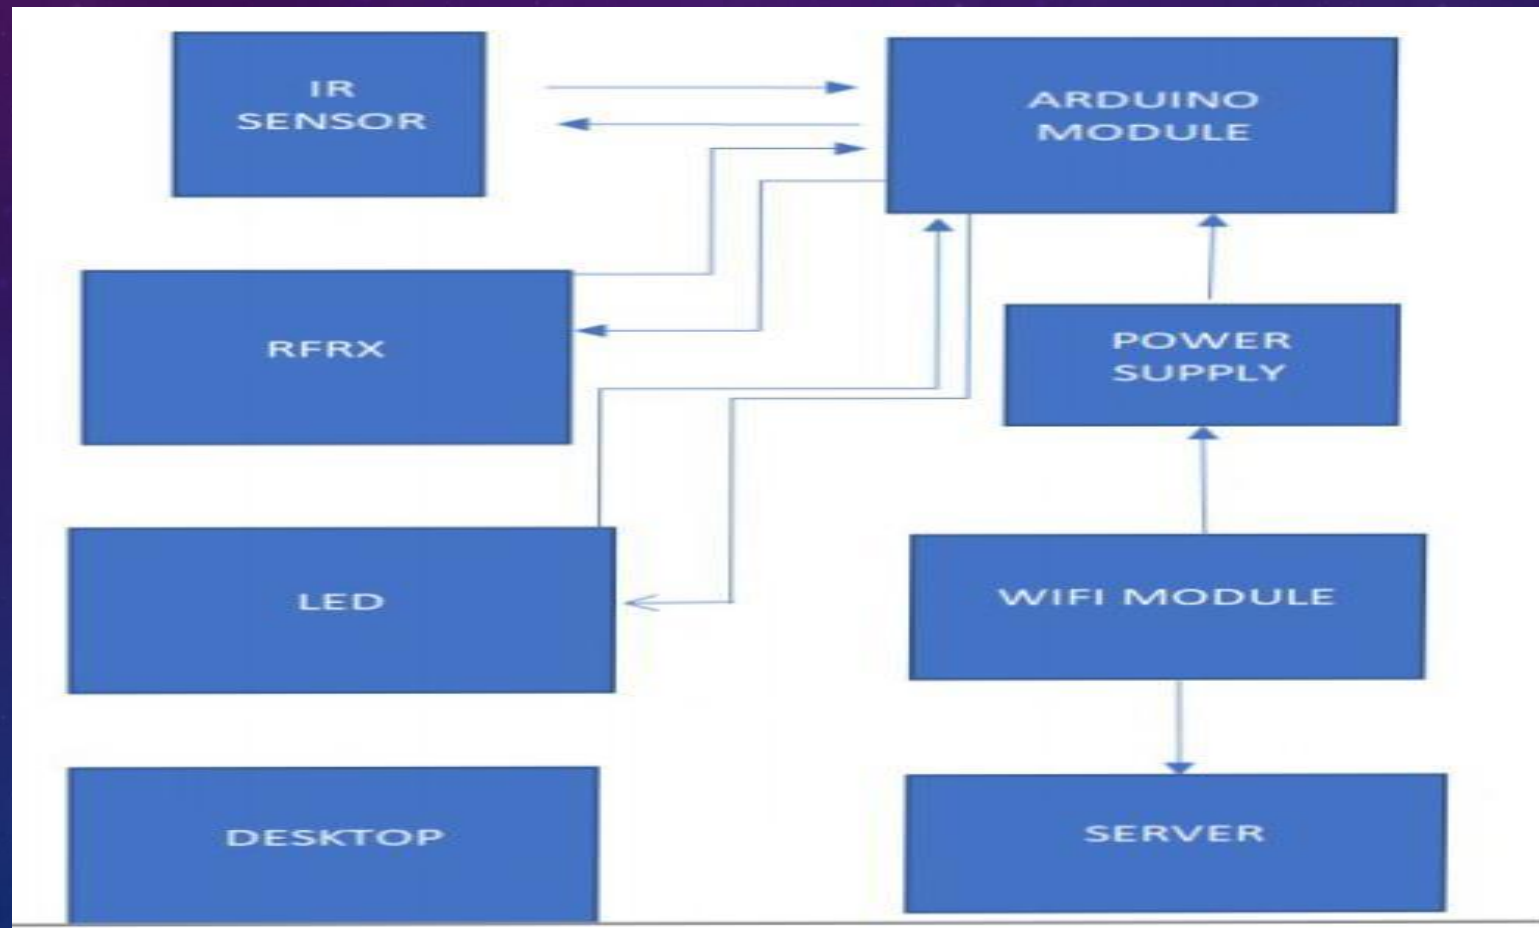 IR
SENSOR
ARDUINO
MODULE
RFRX
POWER
SUPPLY
LED
WIFI MODULE
DESKTOP
SERVER